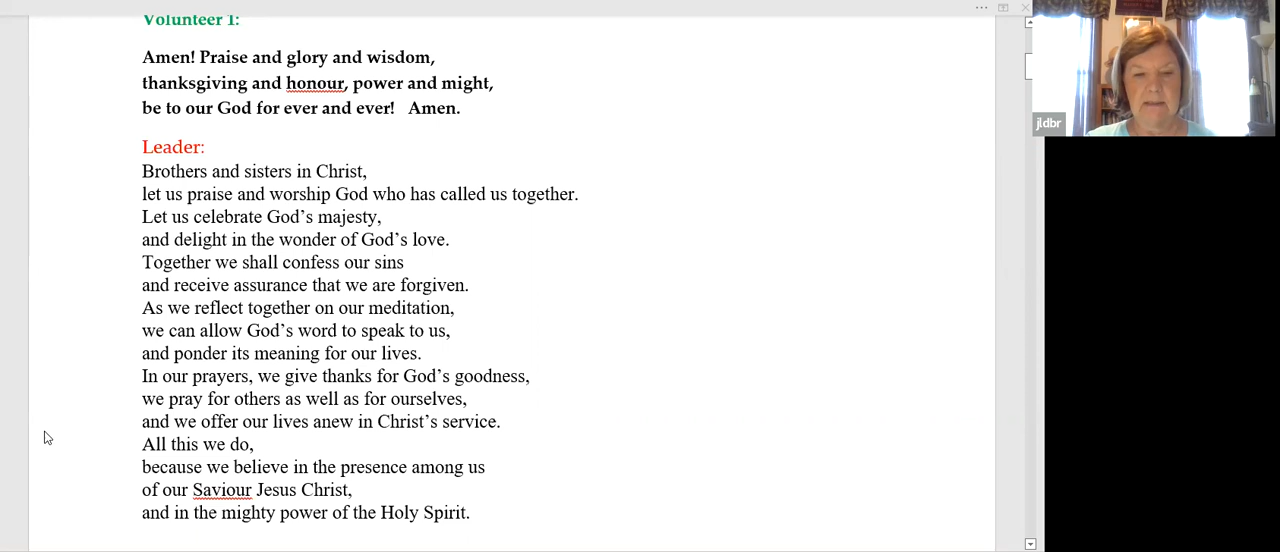 Volunteer 1:
Amen! Praise and glory and wisdom,
thanksgiving and honour, power and might,
be to our God for ever and ever! Amen.
Leader:
Brothers and sisters in Christ,
let us praise and worship God who has called us together.
Let us celebrate God's majesty,
and delight in the wonder of God's love.
Together we shall confess our sins
and receive assurance that we are forgiven.
As we reflect together on our meditation,
we can allow God's word to speak to us,
and ponder its meaning for our lives.
In our prayers, we give thanks for God's goodness,
we pray for others as well as for ourselves,
and we offer our lives anew in Christ's service.
All this we do,
because we believe in the presence among us
of our Saviour Jesus Christ,
and in the mighty power of the Holy Spirit.
jldbr